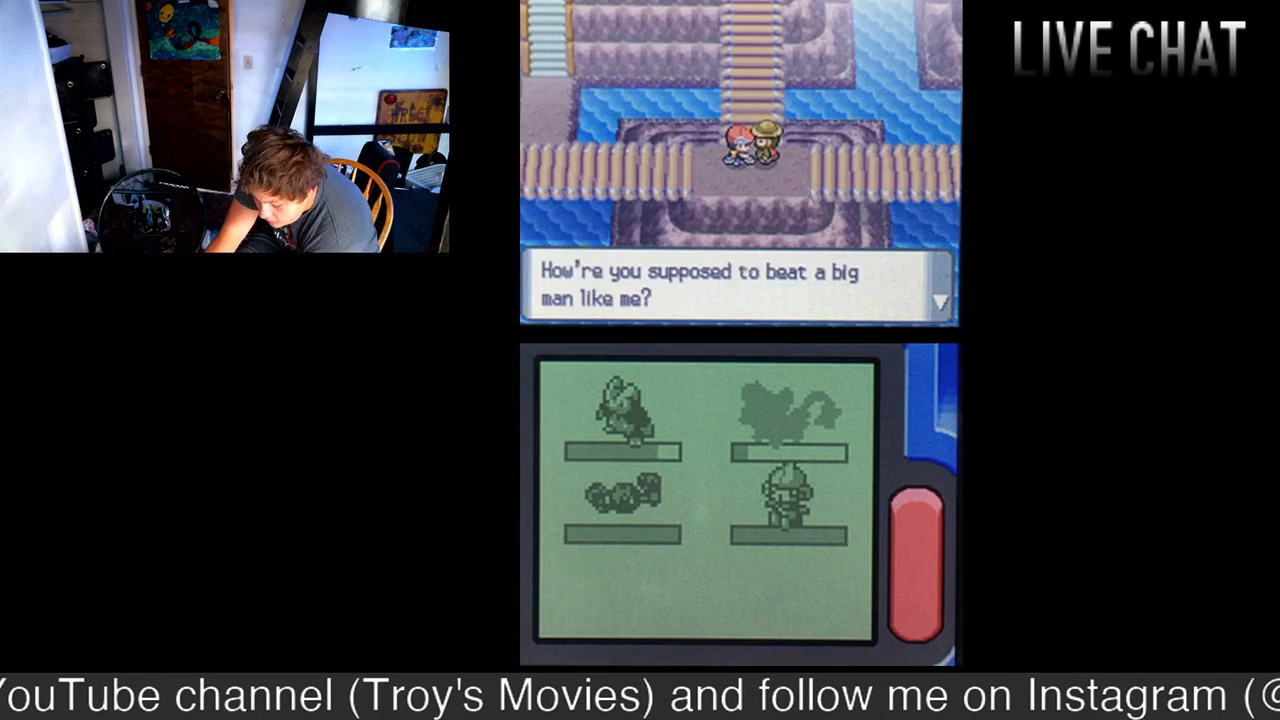 LIVE CHAT
How're you supposed to beat a big
man like me?
YouTube channel (Troy's Movies) and follow me on Instagram (